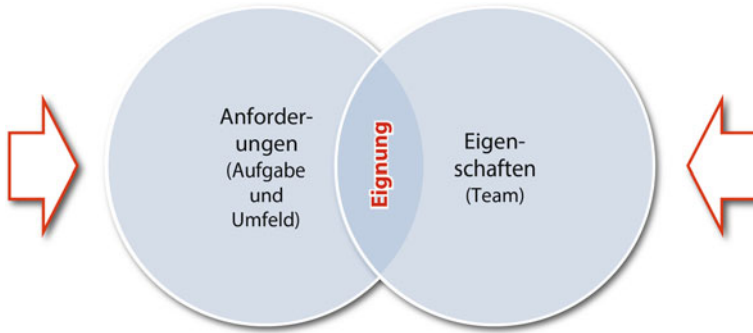 Anforder-
ungen
(Aufgabe
und
Umfeld)
Eignung
Eigen-
schaften
(Team)